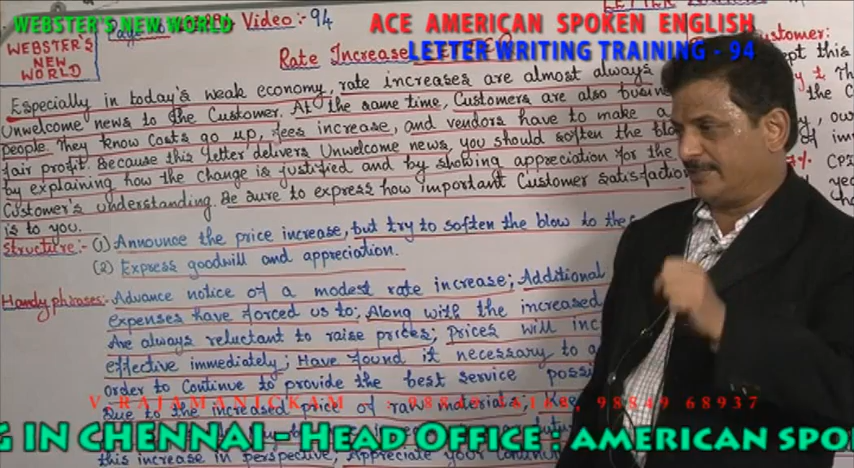 WEBSTER'S NEW WORLD
Video :- 94
ACE AMERICAN SPOKEN ENGLISH
LETTER WRITING TRAINING - 94
WEBSTER'S
NEW
WORLD
Rate Increase
LETTER
Customer:
Especially in today's weak economy, rate increases are almost always
Unwelcome news to the Customer. At the same time, Customers are also
people. They know costs go up, fees increase, and vendors have to make a
fair profit. Because this letter delivers Unwelcome news, you should soften the
by explaining how the change is justified and by showing appreciation for the
Customer's understanding. Be sure to express how important Customer satisfaction
is to you.
Structure:- (1) Announce the price increase, but try to soften the blow to the
(2) Express goodwill and appreciation.
Handy phrases:- Advance notice of a modest rate increase; Additional
expenses have forced us to; Along with the increased
Are always reluctant to raise prices; Prices will
effective immediately; Have found it necessary to
order to Continue to provide the best service
Due to the increased price of raw materials;
V RAJAMANICKAM
98849 68937
G IN CHENNAI - HEAD OFFICE : AMERICAN SPO
this increase in perspective, Appreciate your